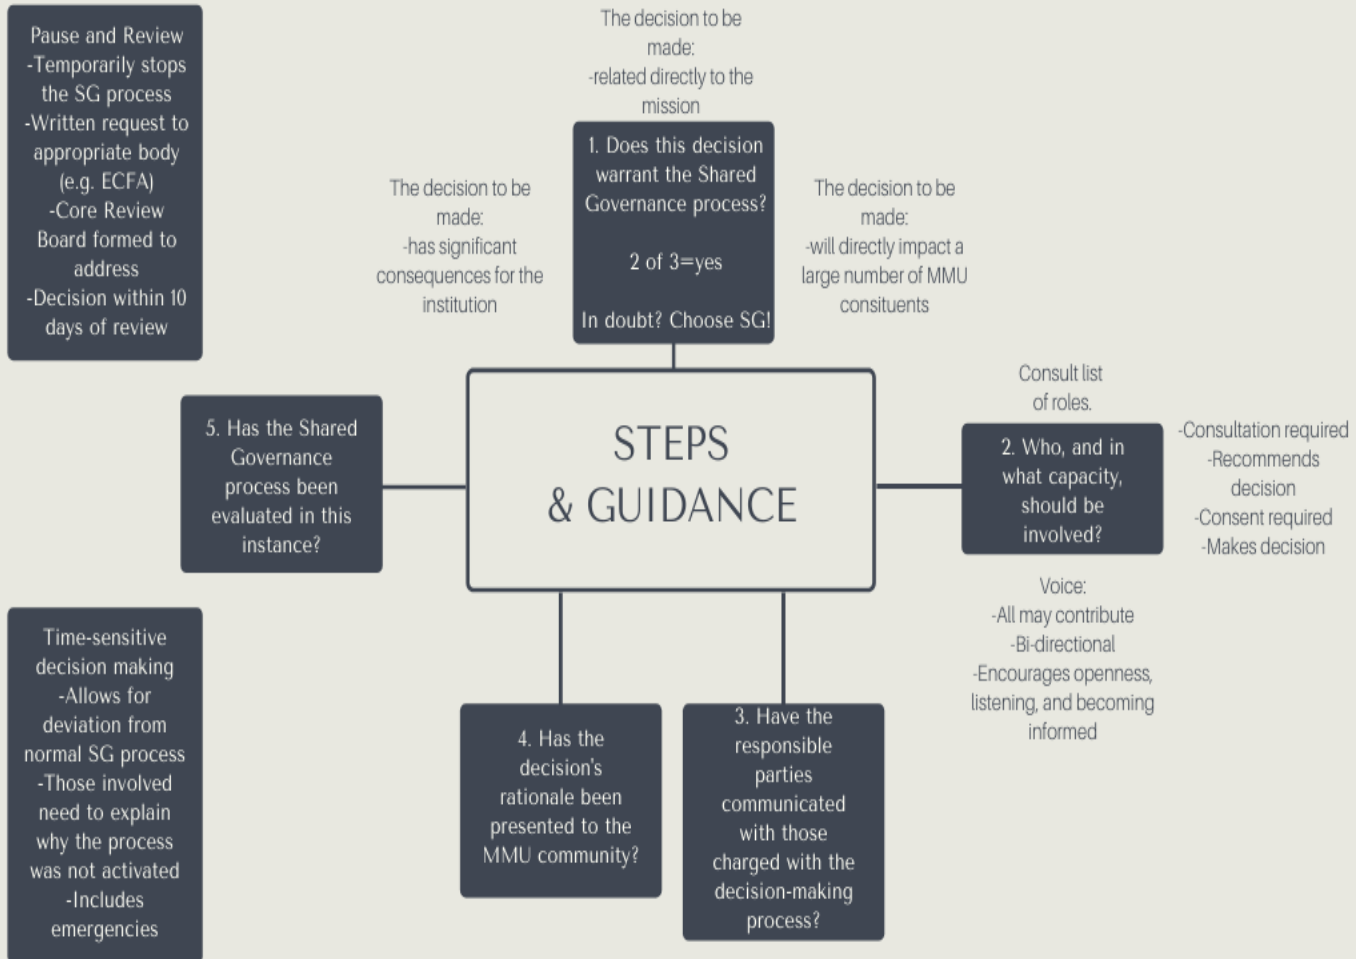 Pause and Review
-Temporarily stops
the SG process
-Written request to
appropriate body
(e.g. ECFA)
-Core Review
Board formed to
address
-Decision within 10
days of review
The decision to be
made:
-related directly to the
mission
1. Does this decision
warrant the Shared
Governance process?
2 of 3=yes
In doubt? Choose SG!
The decision to be
made:
-has significant
consequences for the
institution
The decision to be
made:
-will directly impact a
large number of MMU
consituents
STEPS
& GUIDANCE
Consult list
of roles.
2. Who, and in
what capacity,
should be
involved?
-Consultation required
-Recommends
decision
-Consent required
-Makes decision
Voice:
-All may contribute
-Bi-directional
-Encourages openness,
listening, and becoming
informed
3. Have the
responsible
parties
communicated
with those
charged with the
decision-making
process?
4. Has the
decision's
rationale been
presented to the
MMU community?
5. Has the Shared
Governance
process been
evaluated in this
instance?
Time-sensitive
decision making
-Allows for
deviation from
normal SG process
-Those involved
need to explain
why the process
was not activated
-Includes
emergencies